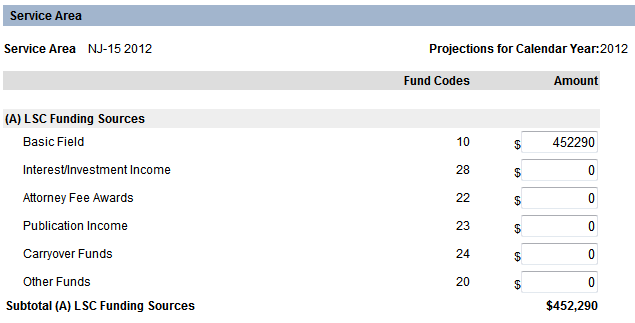 Service Area
Service Area NJ-15 2012 Projections for Calendar Year:2012
Fund Codes Amount
(A) LSC Funding Sources
Basic Field 10 $ 452290
Interest/Investment Income 28 $ 0
Attorney Fee Awards 22 $ 0
Publication Income 23 $ 0
Carryover Funds 24 $ 0
Other Funds 20 $ 0
Subtotal (A) LSC Funding Sources $452,290